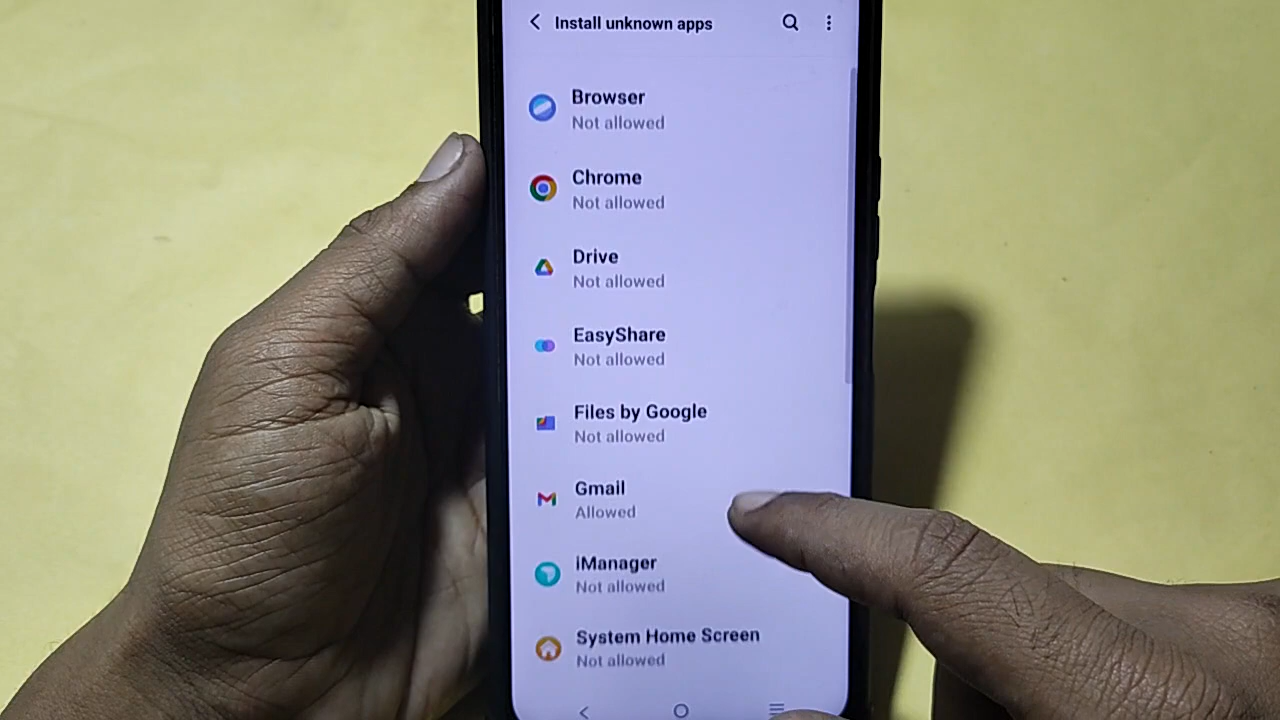 Install unknown apps
Browser
Not allowed
Chrome
Not allowed
Drive
Not allowed
EasyShare
Not allowed
Files by Google
Not allowed
Gmail
Allowed
iManager
Not allowed
System Home Screen
Not allowed